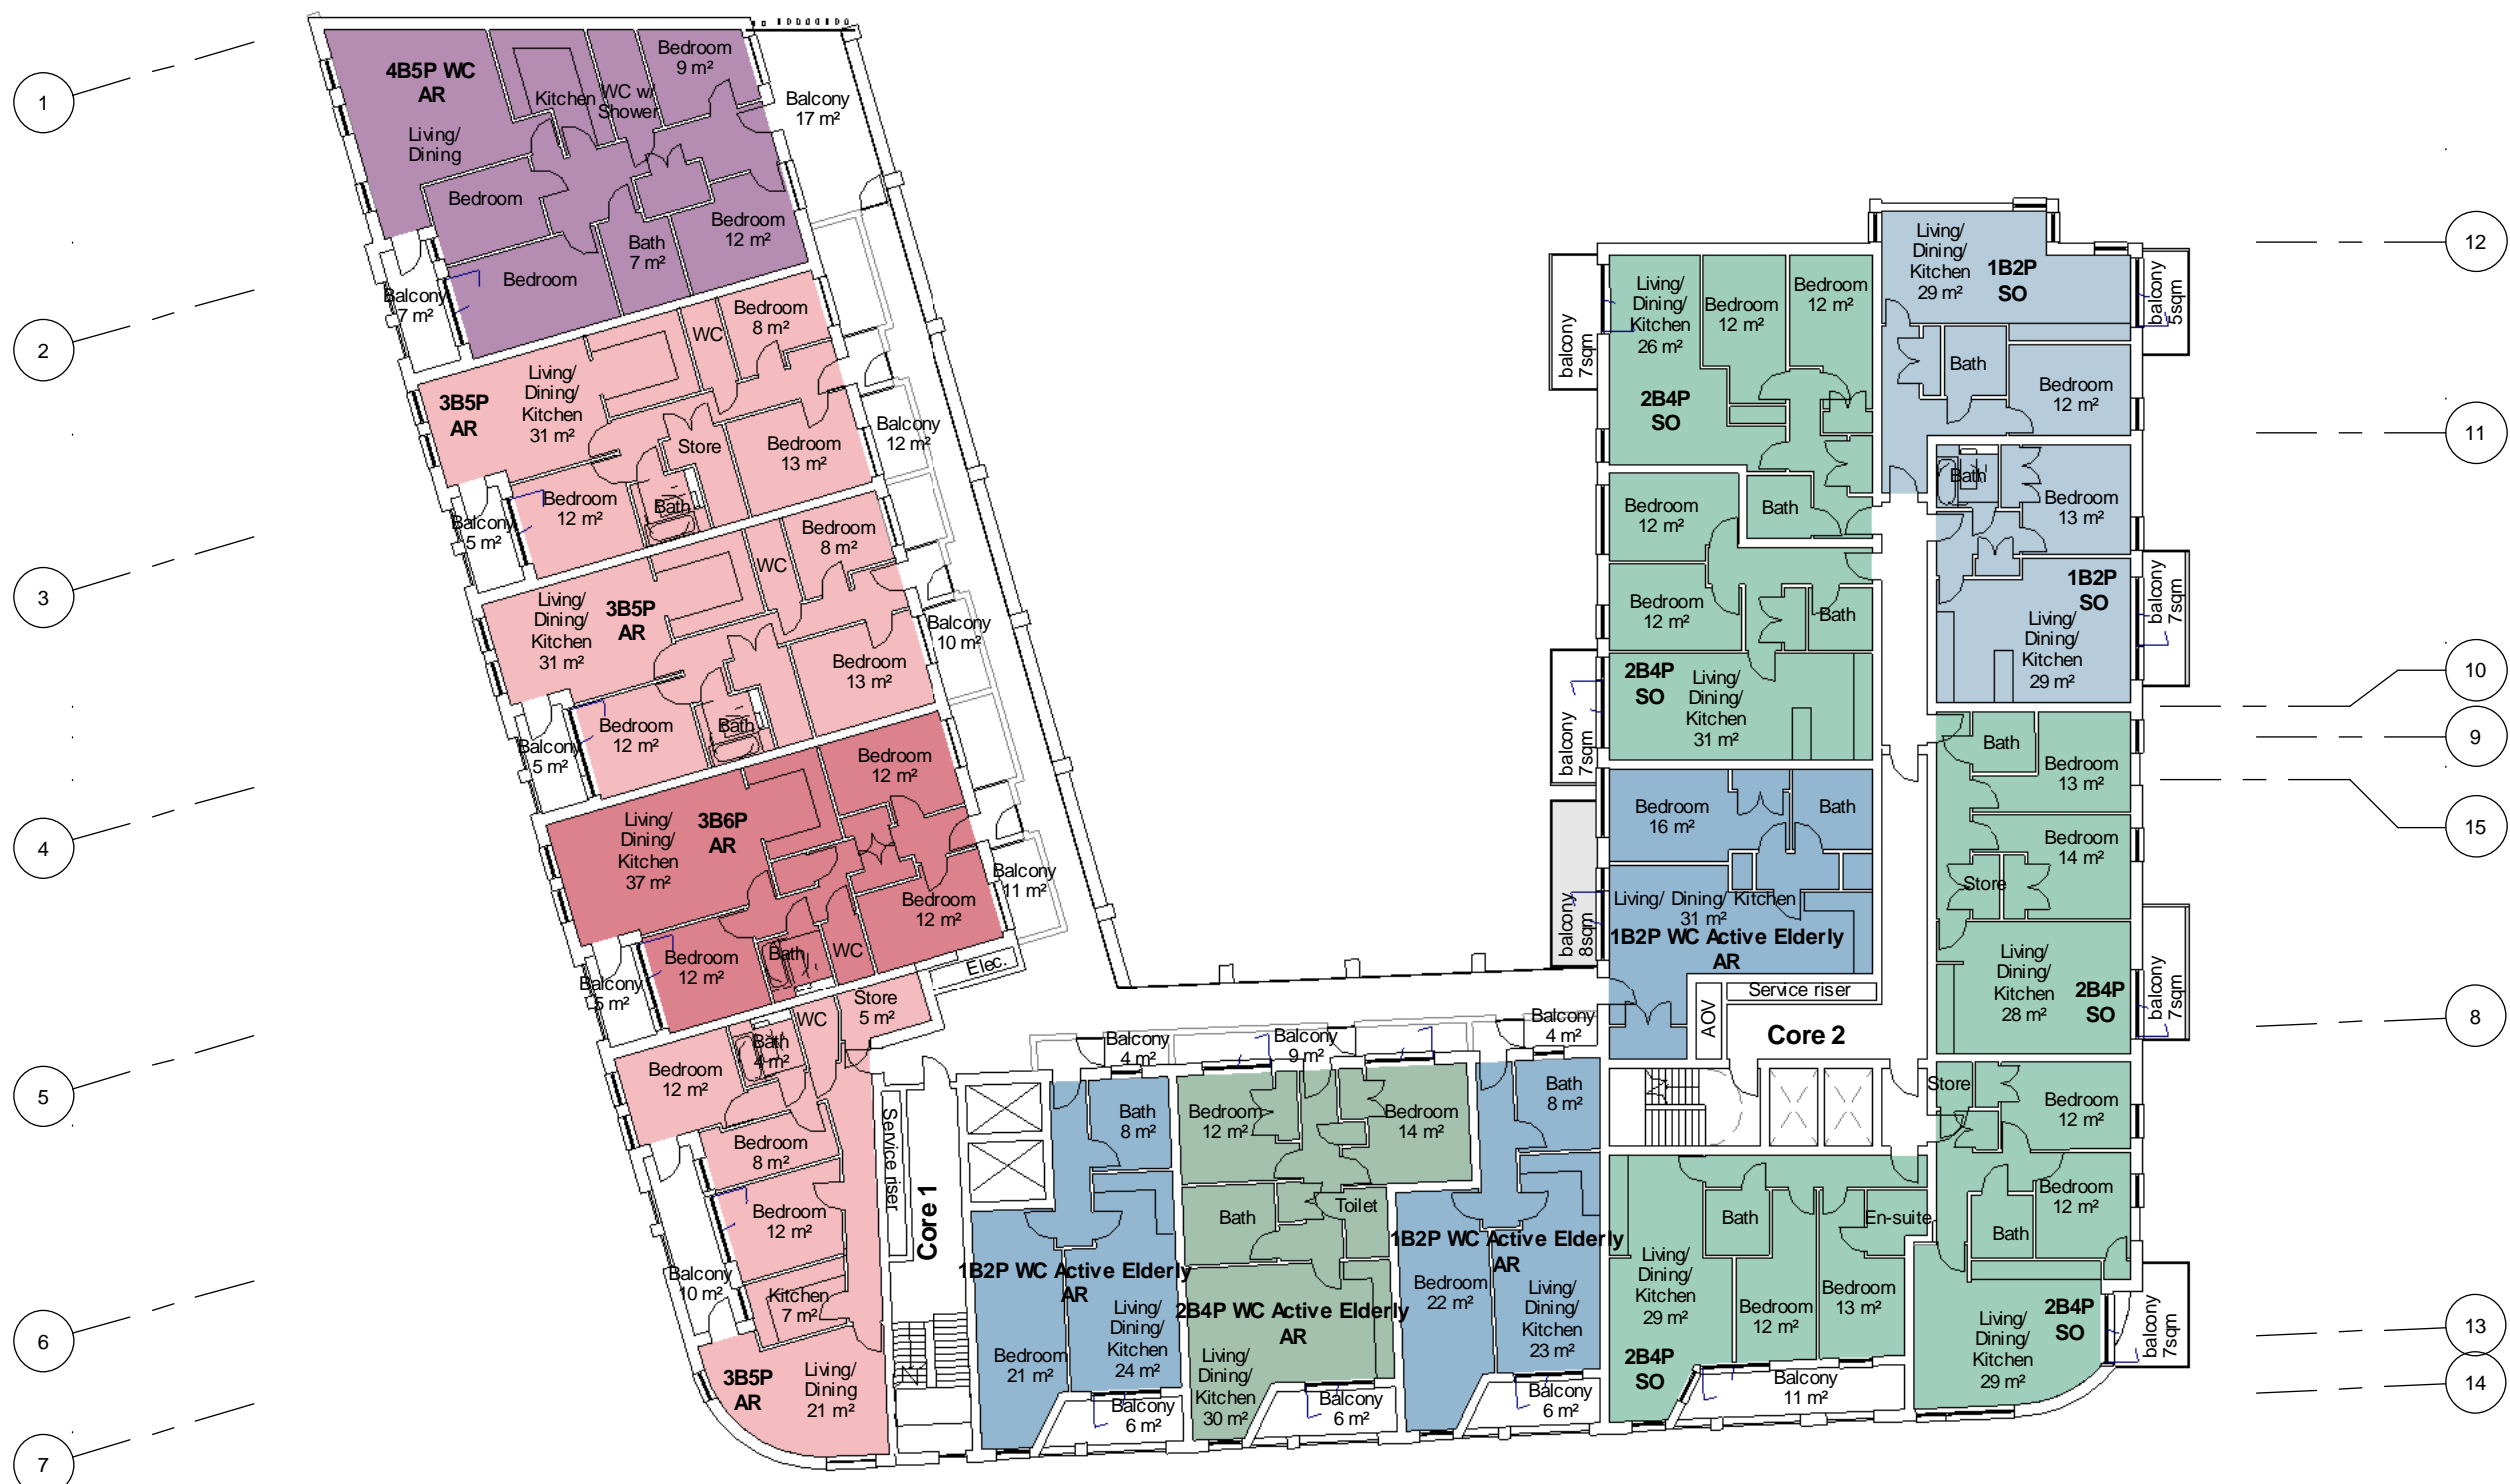 1
2
3
4
5
6
7
4B5P WC
AR
Living/
Dining
Kitchen
WC w/
Shower
Bedroom
9 m²
Balcony
17 m²
Bedroom
Bedroom
Bath
7 m²
Bedroom
12 m²
Balcony
7 m²
3B5P
AR
Living/
Dining/
Kitchen
31 m²
WC
Bedroom
8 m²
Store
Bedroom
13 m²
Balcony
12 m²
Bedroom
12 m²
Bath
Balcony
5 m²
3B5P
AR
Living/
Dining/
Kitchen
31 m²
WC
Bedroom
8 m²
Bedroom
13 m²
Balcony
10 m²
Bedroom
12 m²
Bath
Balcony
5 m²
3B6P
AR
Living/
Dining/
Kitchen
37 m²
Bedroom
12 m²
Bedroom
12 m²
Balcony
11 m²
Bedroom
12 m²
Bath
WC
Balcony
5 m²
Elec.
Store
5 m²
WC
Bath
4 m²
Bedroom
12 m²
Bedroom
8 m²
Bedroom
12 m²
Kitchen
7 m²
Balcony
10 m²
3B5P
AR
Living/
Dining
21 m²
Service riser
Core 1
Balcony
4 m²
Bath
8 m²
1B2P WC Active Elderly
AR
Bedroom
21 m²
Living/
Dining/
Kitchen
24 m²
Balcony
6 m²
Balcony
9 m²
Bedroom
12 m²
Bedroom
14 m²
Bath
Toilet
2B4P WC Active Elderly
AR
Living/
Dining/
Kitchen
30 m²
Balcony
6 m²
Balcony
4 m²
Bath
8 m²
1B2P WC Active Elderly
AR
Bedroom
22 m²
Living/
Dining/
Kitchen
23 m²
Balcony
6 m²
balcony
7sqm
Living/
Dining/
Kitchen
26 m²
Bedroom
12 m²
Bedroom
12 m²
2B4P
SO
Bath
Bedroom
12 m²
Bedroom
12 m²
Bath
2B4P
SO
Living/
Dining/
Kitchen
31 m²
balcony
7sqm
Bedroom
16 m²
Bath
Living/ Dining/ Kitchen
31 m²
1B2P WC Active Elderly
AR
balcony
8sqm
Service riser
AOV
Core 2
Living/
Dining/
Kitchen
29 m²
1B2P
SO
balcony
5sqm
Bath
Bedroom
12 m²
Bath
Bedroom
13 m²
1B2P
SO
Living/
Dining/
Kitchen
29 m²
balcony
7sqm
Bath
Bedroom
13 m²
Bedroom
14 m²
Store
Living/
Dining/
Kitchen
28 m²
2B4P
SO
balcony
7sqm
Store
Bedroom
12 m²
Bedroom
12 m²
Bath
2B4P
SO
Living/
Dining/
Kitchen
29 m²
balcony
7sqm
Bath
En-suite
Living/
Dining/
Kitchen
29 m²
Bedroom
12 m²
Bedroom
13 m²
2B4P
SO
Balcony
11 m²
12
11
10
9
15
8
13
14